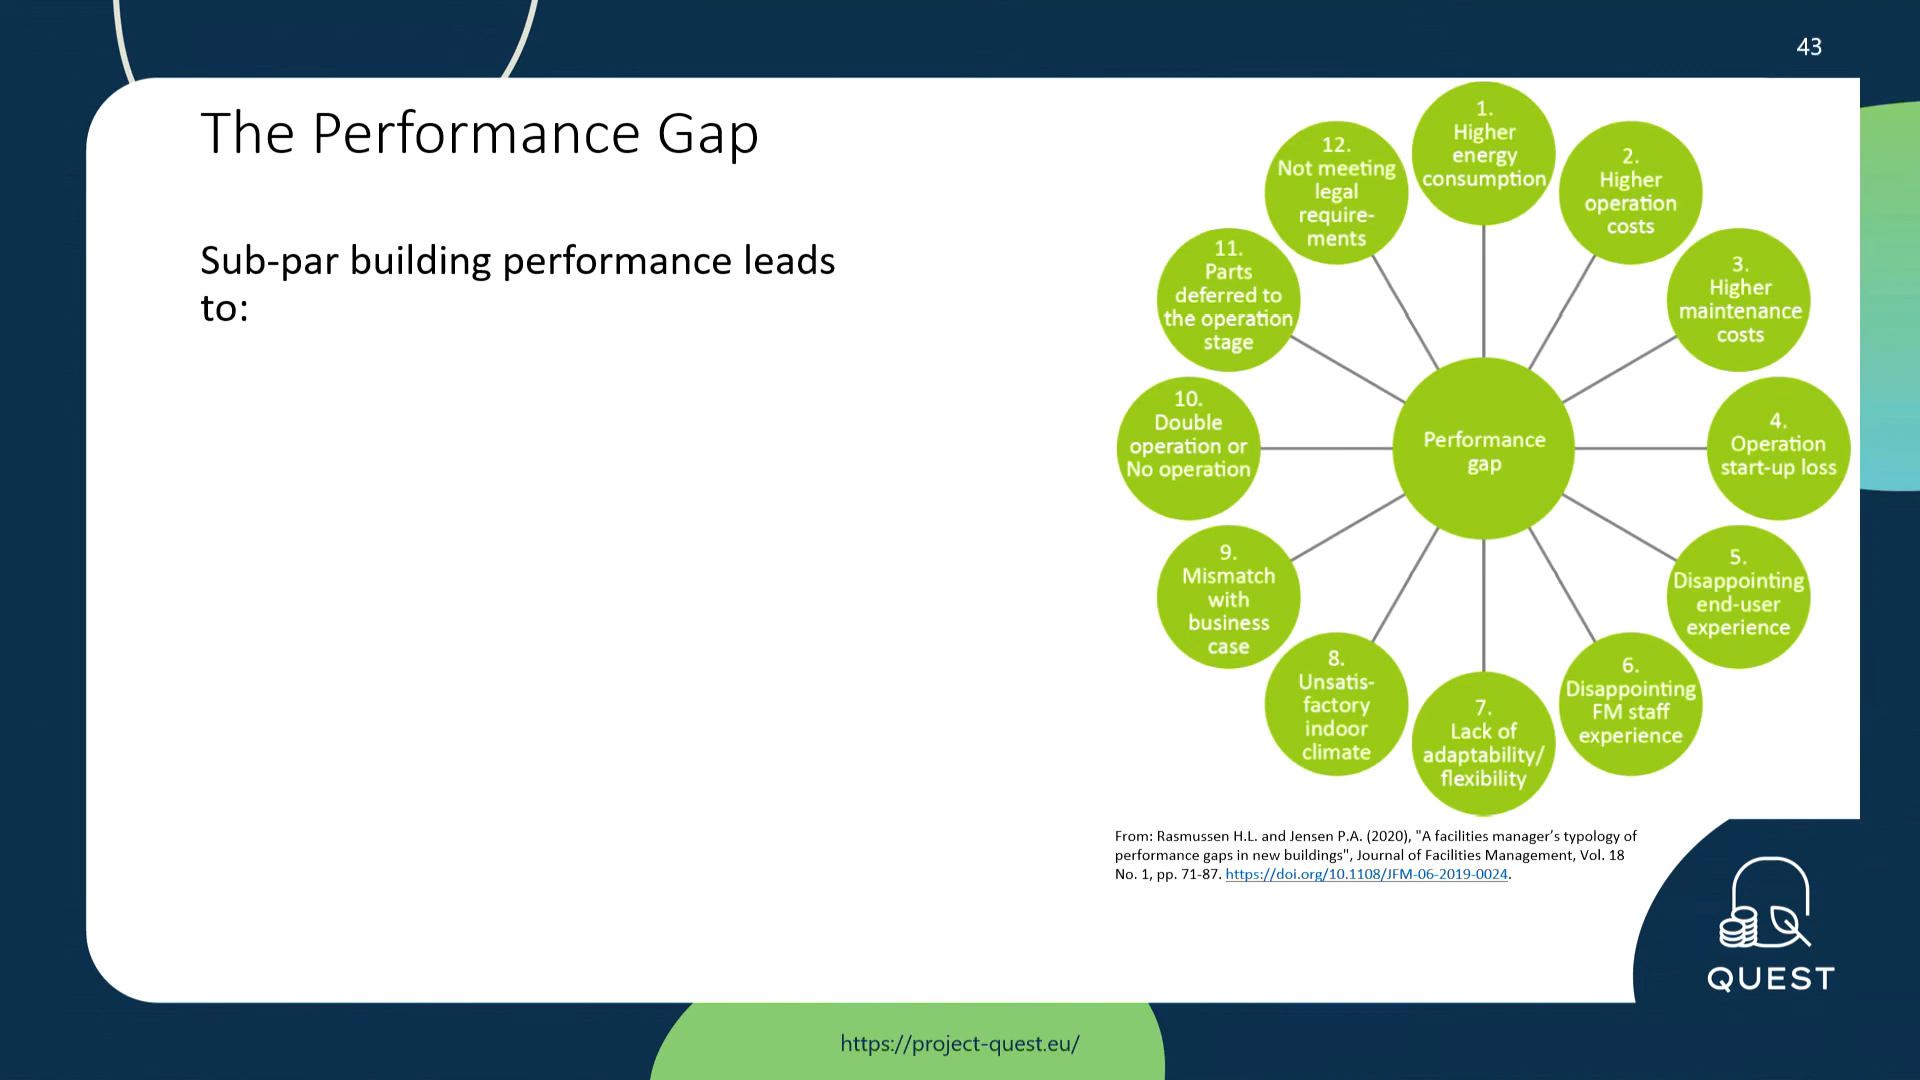 43
The Performance Gap
Sub-par building performance leads
to:
1.
Higher
energy
consumption
2.
Higher
operation
costs
3.
Higher
maintenance
costs
4.
Operation
start-up loss
5.
Disappointing
end-user
experience
6.
Disappointing
FM staff
experience
7.
Lack of
adaptability/
flexibility
8.
Unsatis-
factory
indoor
climate
9.
Mismatch
with
business
case
10.
Double
operation or
No operation
11.
Parts
deferred to
the operation
stage
12.
Not meeting
legal
require-
ments
Performance
gap
From: Rasmussen H.L. and Jensen P.A. (2020), "A facilities manager’s typology of
performance gaps in new buildings", Journal of Facilities Management, Vol. 18
No. 1, pp. 71-87. https://doi.org/10.1108/JFM-06-2019-0024.
QUEST
https://project-quest.eu/